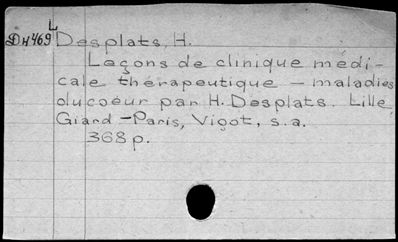 L
DH469 Desplats, H.
Leçons de clinique médi-
cale thérapeutique - maladies
du coeur par H. Desplats. Lille
Giard - Paris, Vigot, s.a.
368 p.